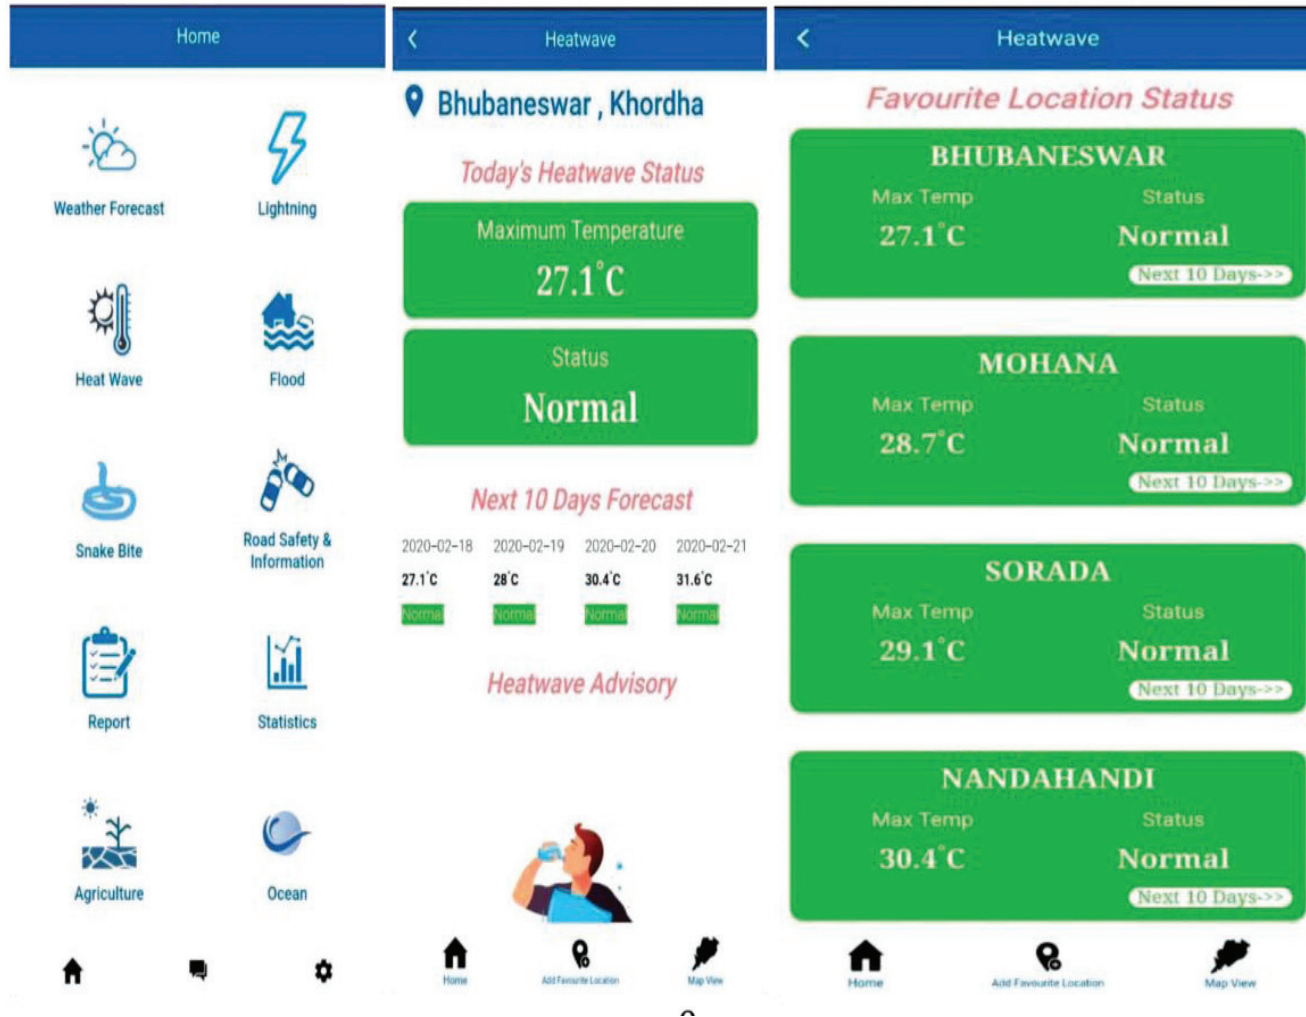 Home
Weather Forecast
Lightning
Heat Wave
Flood
Snake Bite
Road Safety &
Information
Report
Statistics
Agriculture
Ocean
Heatwave
Bhubaneswar , Khordha
Today's Heatwave Status
Maximum Temperature
27.1°C
Status
Normal
Next 10 Days Forecast
2020-02-18 2020-02-19 2020-02-20 2020-02-21
27.1°C 28°C 30.4°C 31.6°C
Normal Normal Normal Normal
Heatwave Advisory
Home Add Favourite Location Map View
Heatwave
Favourite Location Status
BHUBANESWAR
Max Temp Status
27.1°C Normal
Next 10 Days->>
MOHANA
Max Temp Status
28.7°C Normal
Next 10 Days->>
SORADA
Max Temp Status
29.1°C Normal
Next 10 Days->>
NANDAHANDI
Max Temp Status
30.4°C Normal
Next 10 Days->>
Home Add Favourite Location Map View